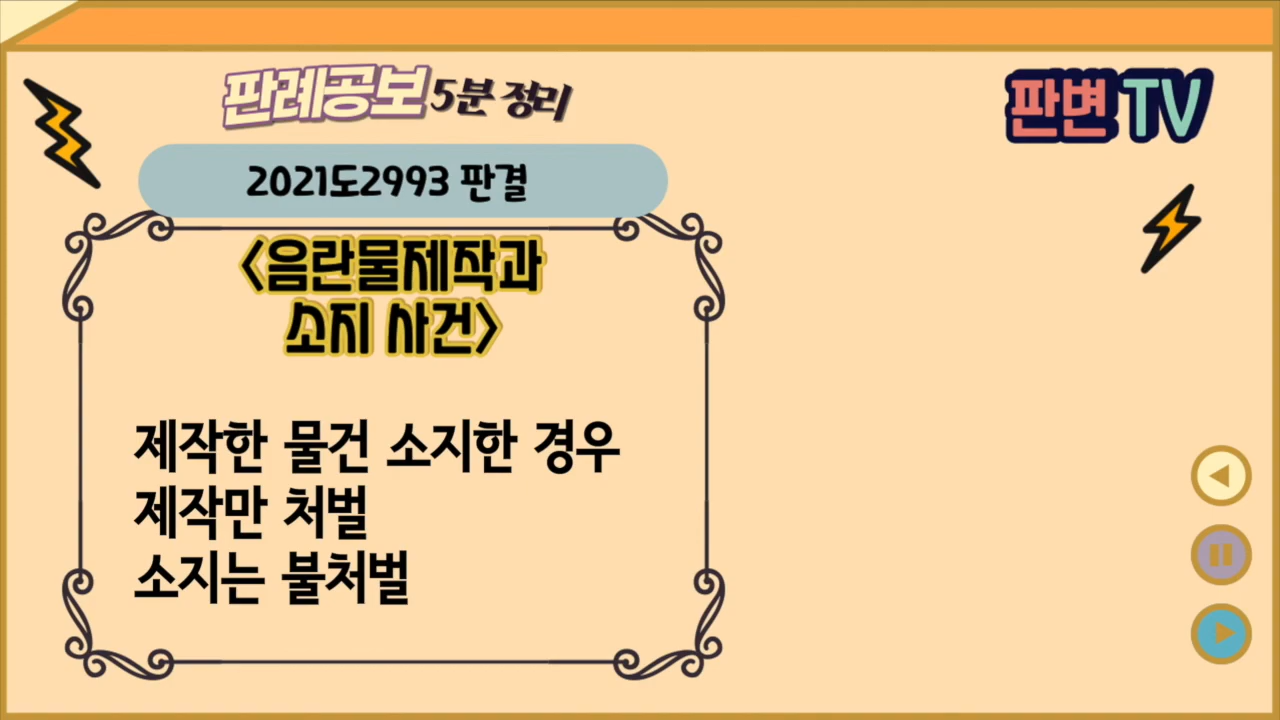 판례공보 5분 정리
판변 TV
2021도2993 판결
<음란물제작과
소지 사건>
제작한 물건 소지한 경우
제작만 처벌
소지는 불처벌